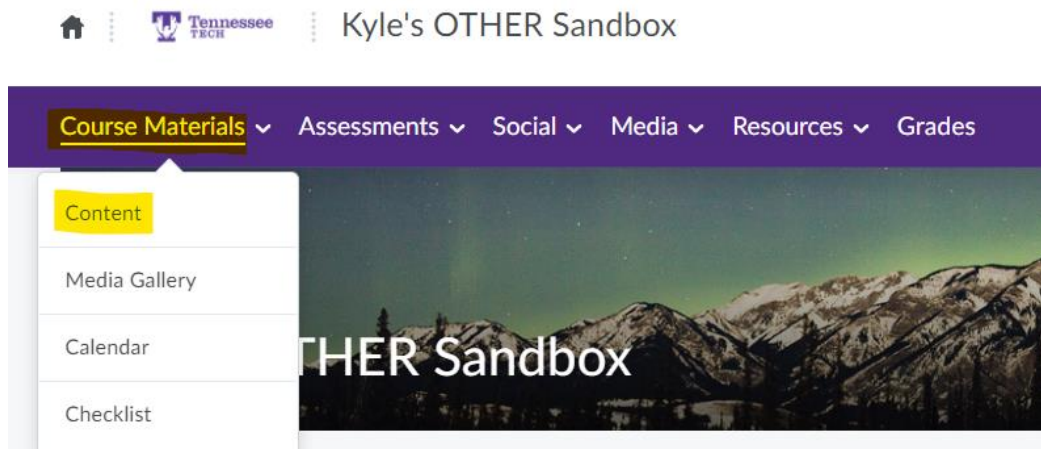 Tennessee TECH Kyle's OTHER Sandbox
Course Materials Assessments Social Media Resources Grades
Content
Media Gallery
Calendar
THER Sandbox
Checklist